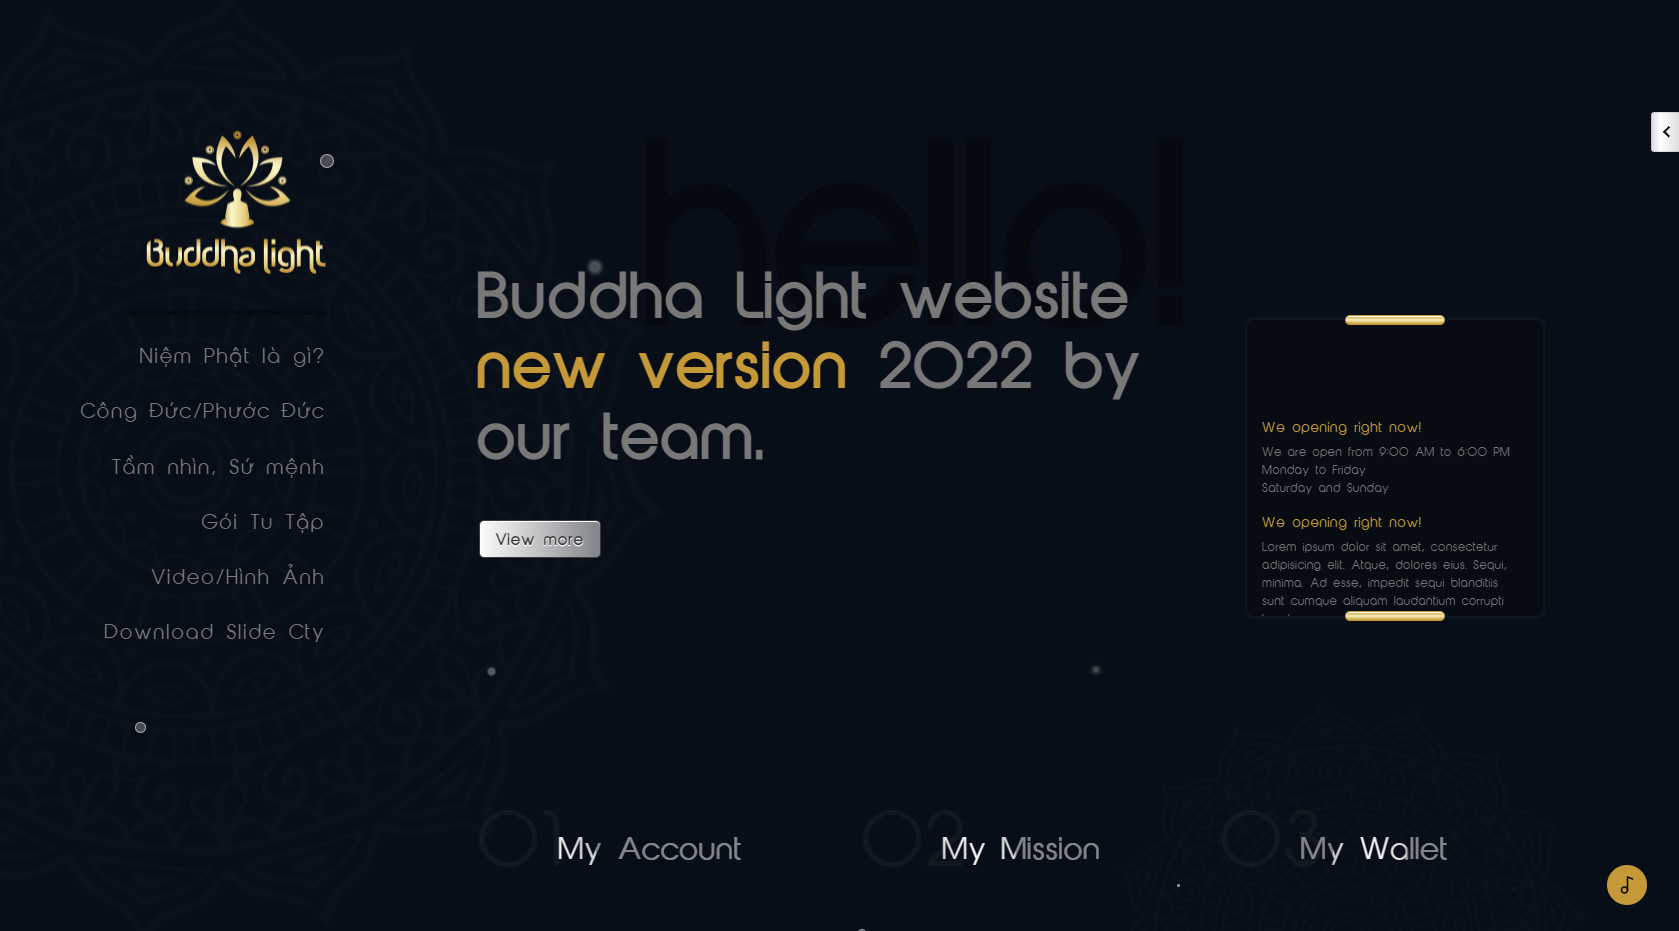 Buddha light
Niệm Phật là gì?
Công Đức/Phước Đức
Tầm nhìn, Sứ mệnh
Gói Tu Tập
Video/Hình Ảnh
Download Slide Cty
hello!
Buddha Light website
new version 2022 by
our team.
View more
We opening right now!
We are open from 9:00 AM to 6:00 PM
Monday to Friday
Saturday and Sunday
We opening right now!
Lorem ipsum dolor sit amet, consectetur
adipisicing elit. Atque, dolores eius. Sequi,
minima. Ad esse, impedit sequi blanditiis
sunt cumque aliquam laudantium corrupti
01 My Account
02 My Mission
03 My Wallet